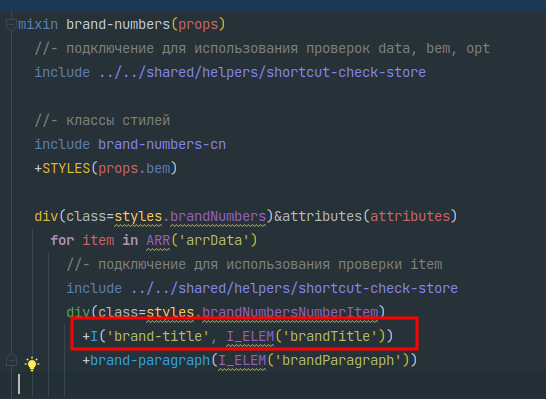 mixin brand-numbers(props)
//- подключение для использования проверок data, bem, opt
include ../../shared/helpers/shortcut-check-store
//- классы стилей
include brand-numbers-cn
+STYLES(props.bem)
div(class=styles.brandNumbers)&attributes(attributes)
for item in ARR('arrData')
//- подключение для использования проверки item
include ../../shared/helpers/shortcut-check-store
div(class=styles.brandNumbersNumberItem)
+I('brand-title', I_ELEM('brandTitle'))
+brand-paragraph(I_ELEM('brandParagraph'))